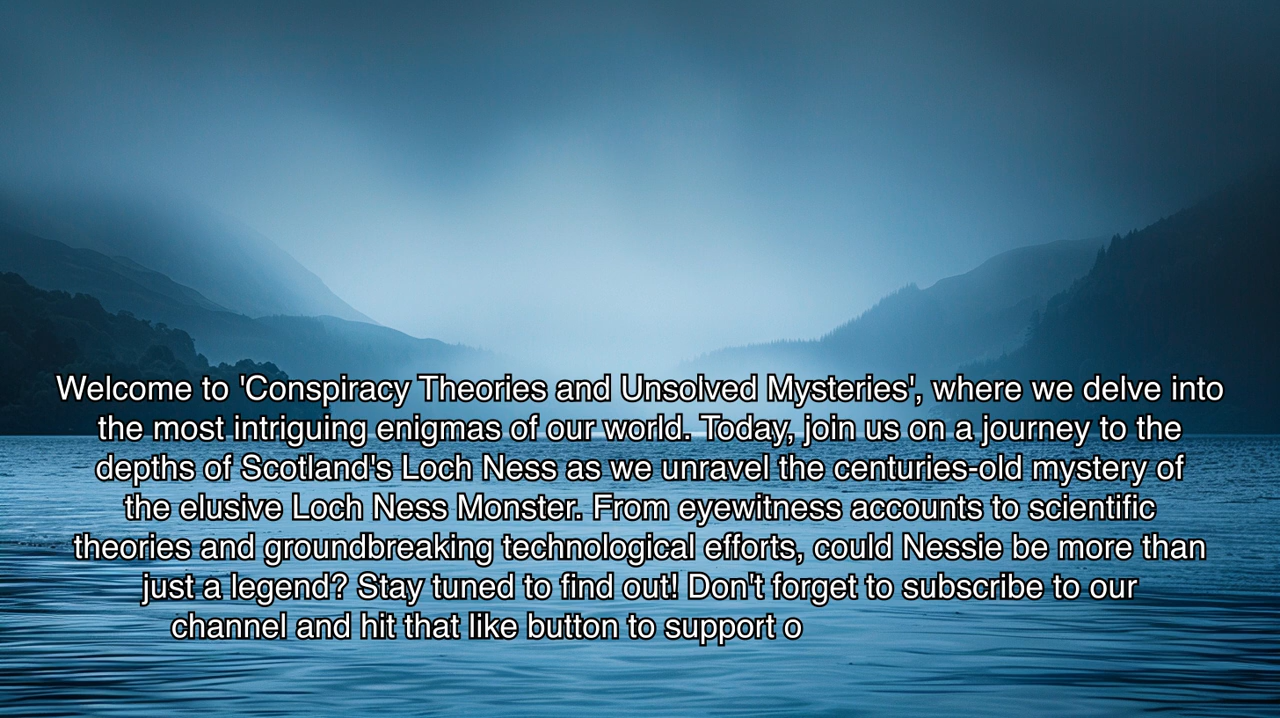 Welcome to 'Conspiracy Theories and Unsolved Mysteries', where we delve into
the most intriguing enigmas of our world. Today, join us on a journey to the
depths of Scotland's Loch Ness as we unravel the centuries-old mystery of
the elusive Loch Ness Monster. From eyewitness accounts to scientific
theories and groundbreaking technological efforts, could Nessie be more than
just a legend? Stay tuned to find out! Don't forget to subscribe to our
channel and hit that like button to support o